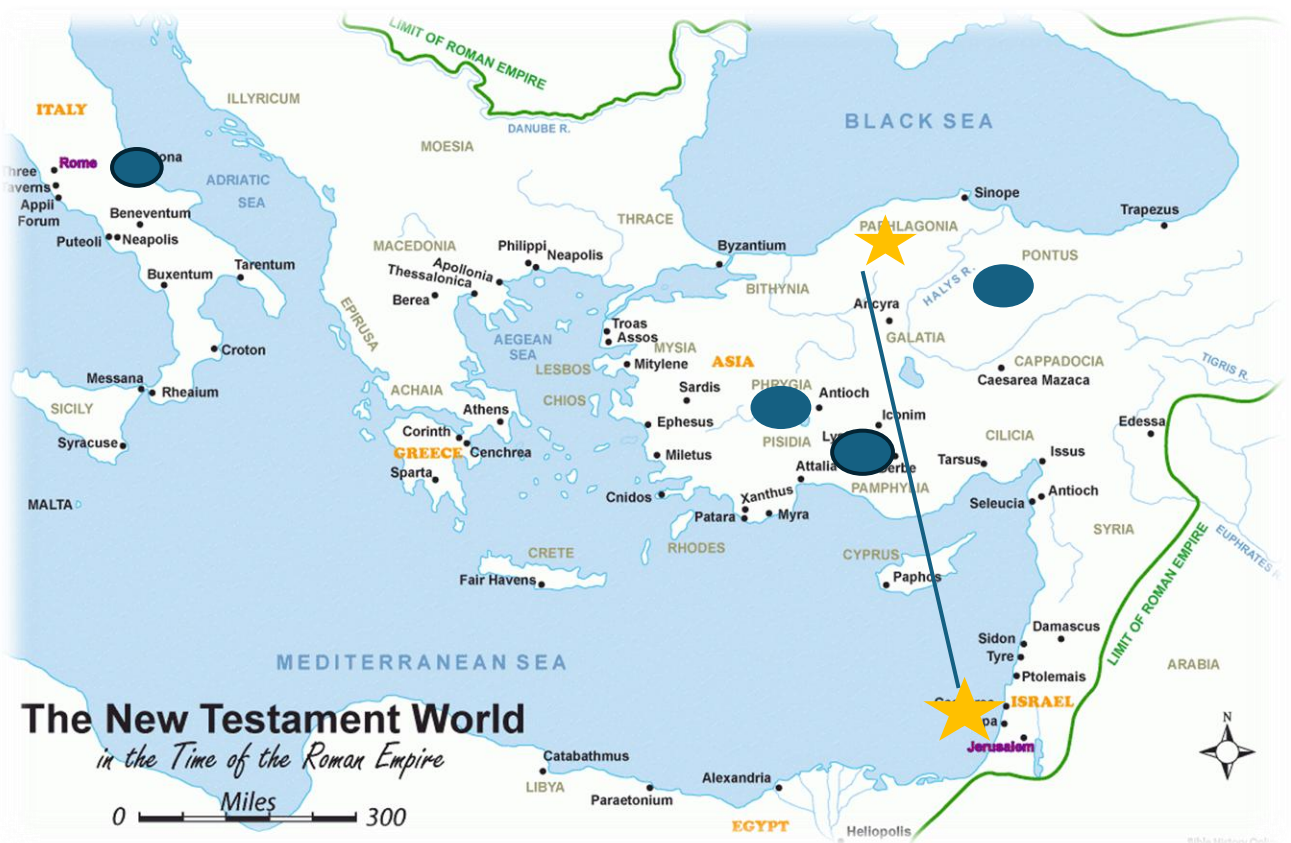 LIMIT OF ROMAN EMPIRE
ILLYRICUM
ITALY
DANUBE R.
BLACK SEA
MOESIA
Rome
Three
Taverns
Appii
Forum
ADRIATIC
SEA
Sinope
Trapezus
Beneventum
THRACE
PAPHLAGONIA
Puteoli
Neapolis
MACEDONIA
Philippi
Neapolis
Byzantium
PONTUS
Tarentum
Buxentum
Apollonia
Thessalonica
Berea
BITHYNIA
HALYS R.
Ancyra
EPIRUSA
Troas
Assos
AEGEAN
SEA
MYSIA
GALATIA
Croton
LESBOS
Mitylene
ASIA
CAPPADOCIA
Caesarea Mazaca
TIGRIS R.
Messana
Rheaium
ACHAIA
CHIOS
Sardis
PHRYGIA
Antioch
SICILY
Athens
Ephesus
Iconim
Edessa
Syracuse
Corinth
GREECE
Cenchrea
PISIDIA
CILICIA
Sparta
Miletus
Attalia
Derbe
Tarsus
Issus
MALTA
Cnidos
Xanthus
Patara
Myra
PAMPHYLIA
Seleucia
Antioch
SYRIA
RHODES
CRETE
CYPRUS
EUPHRATES
Fair Havens
Paphos
LIMIT OF ROMAN EMPIRE
Damascus
Sidon
Tyre
MEDITERRANEAN SEA
ARABIA
Ptolemais
ISRAEL
The New Testament World
in the Time of the Roman Empire
Jerusalem
N
Catabathmus
LIBYA
Paraetonium
Alexandria
Miles
0 300
EGYPT
Heliopolis